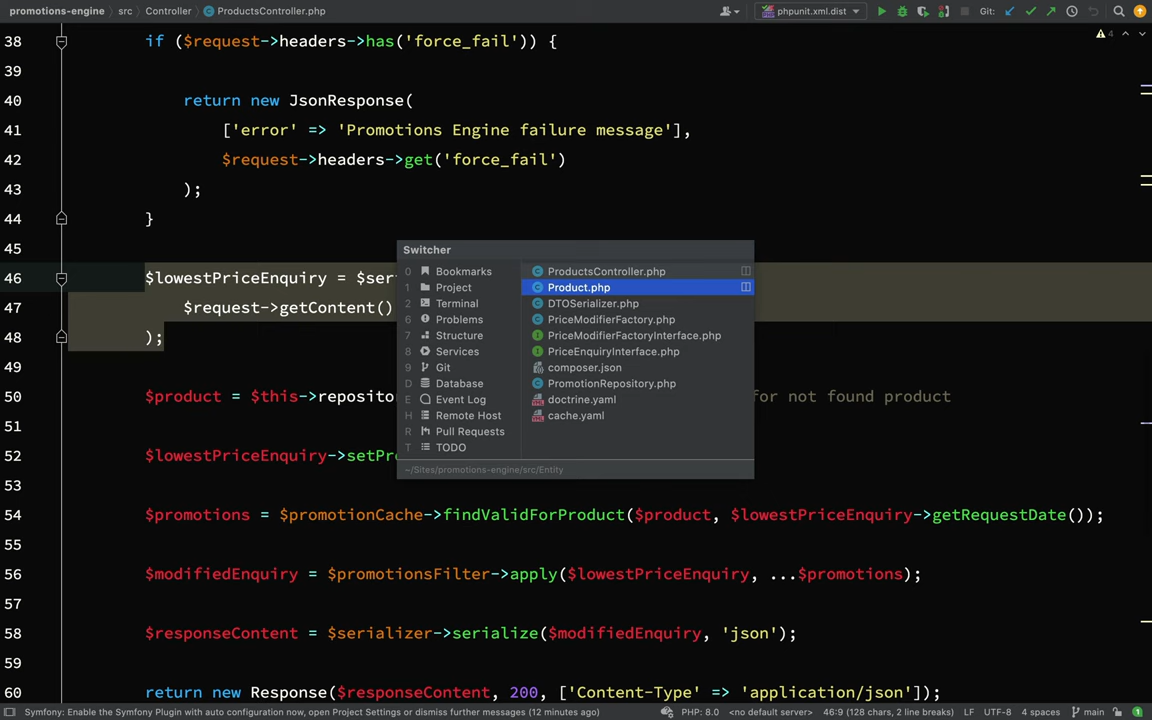 promotions-engine › src › Controller › ProductsController.php
phpunit.xml.dist
Git:
4
38 if ($request->headers->has('force_fail')) {
39
40 return new JsonResponse(
41 ['error' => 'Promotions Engine failure message'],
42 $request->headers->get('force_fail')
43 );
44 }
45
46 $lowestPriceEnquiry = $ser
47 $request->getContent()
48 );
49
50 $product = $this->reposito for not found product
51
52 $lowestPriceEnquiry->setPr
53
54 $promotions = $promotionCache->findValidForProduct($product, $lowestPriceEnquiry->getRequestDate());
55
56 $modifiedEnquiry = $promotionsFilter->apply($lowestPriceEnquiry, ...$promotions);
57
58 $responseContent = $serializer->serialize($modifiedEnquiry, 'json');
59
60 return new Response($responseContent, 200, ['Content-Type' => 'application/json']);
Switcher
0 Bookmarks
1 Project
2 Terminal
6 Problems
7 Structure
8 Services
9 Git
D Database
E Event Log
H Remote Host
R Pull Requests
T TODO
ProductsController.php
Product.php
DTOSerializer.php
PriceModifierFactory.php
PriceModifierFactoryInterface.php
PriceEnquiryInterface.php
composer.json
PromotionRepository.php
doctrine.yaml
cache.yaml
~/Sites/promotions-engine/src/Entity
Symfony: Enable the Symfony Plugin with auto configuration now, open Project Settings or dismiss further messages (12 minutes ago)
PHP: 8.0 <no default server> 46:9 (128 chars, 2 line breaks) LF UTF-8 4 spaces main 1